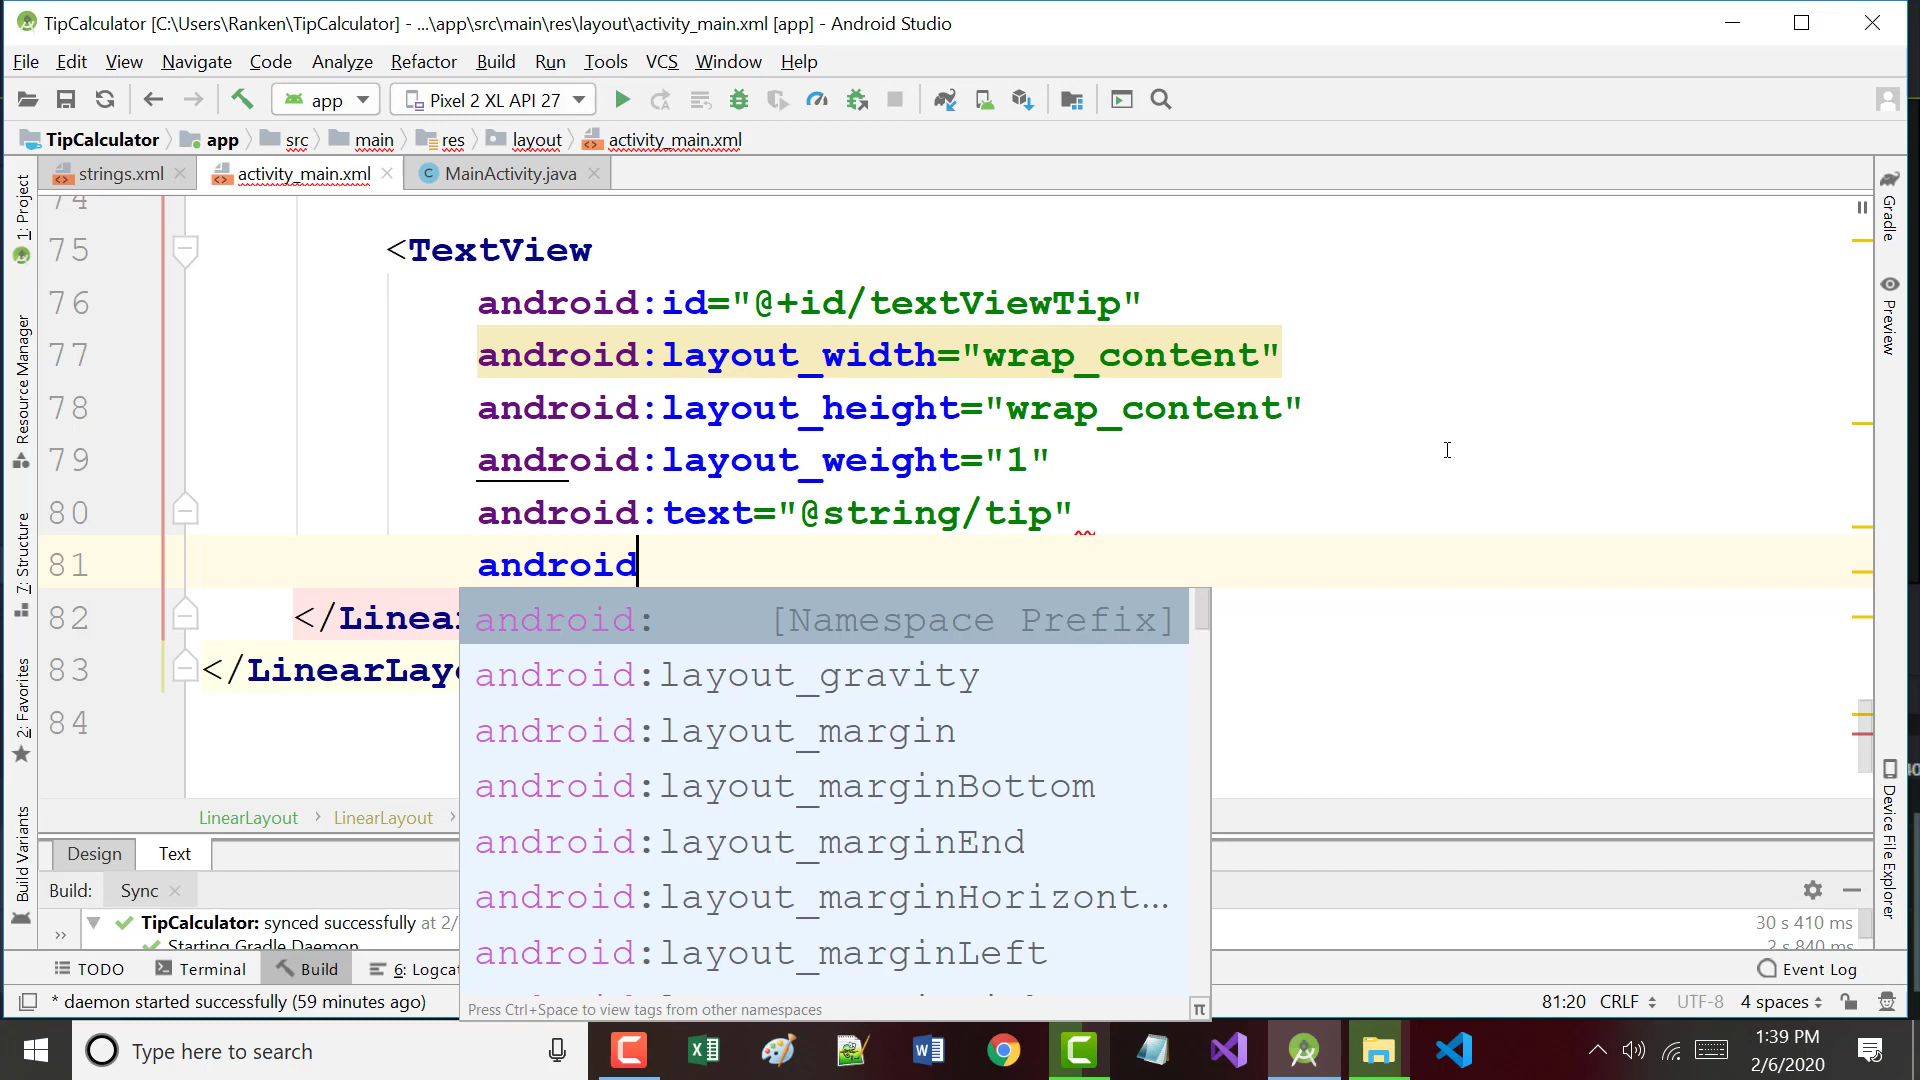 TipCalculator [C:\Users\Ranken\TipCalculator] - ...\app\src\main\res\layout\activity_main.xml [app] - Android Studio
File Edit View Navigate Code Analyze Refactor Build Run Tools VCS Window Help
app Pixel 2 XL API 27
TipCalculator app src main res layout activity_main.xml
strings.xml activity_main.xml MainActivity.java
74
75 <TextView
76 android:id="@+id/textViewTip"
77 android:layout_width="wrap_content"
78 android:layout_height="wrap_content"
79 android:layout_weight="1"
80 android:text="@string/tip"
81 android
82 </Linear
83 </LinearLay
84
android: [Namespace Prefix]
android:layout_gravity
android:layout_margin
android:layout_marginBottom
android:layout_marginEnd
android:layout_marginHorizont...
android:layout_marginLeft
Press Ctrl+Space to view tags from other namespaces
π
1: Project
Resource Manager
7: Structure
2: Favorites
Build Variants
Gradle
Preview
Device File Explorer
LinearLayout › LinearLayout ›
Design Text
Build: Sync
TipCalculator: synced successfully at 2/
30 s 410 ms
Starting Gradle Daemon
2 s 840 ms
TODO Terminal Build 6: Logcat
Event Log
* daemon started successfully (59 minutes ago)
81:20 CRLF UTF-8 4 spaces
Type here to search
1:39 PM
2/6/2020